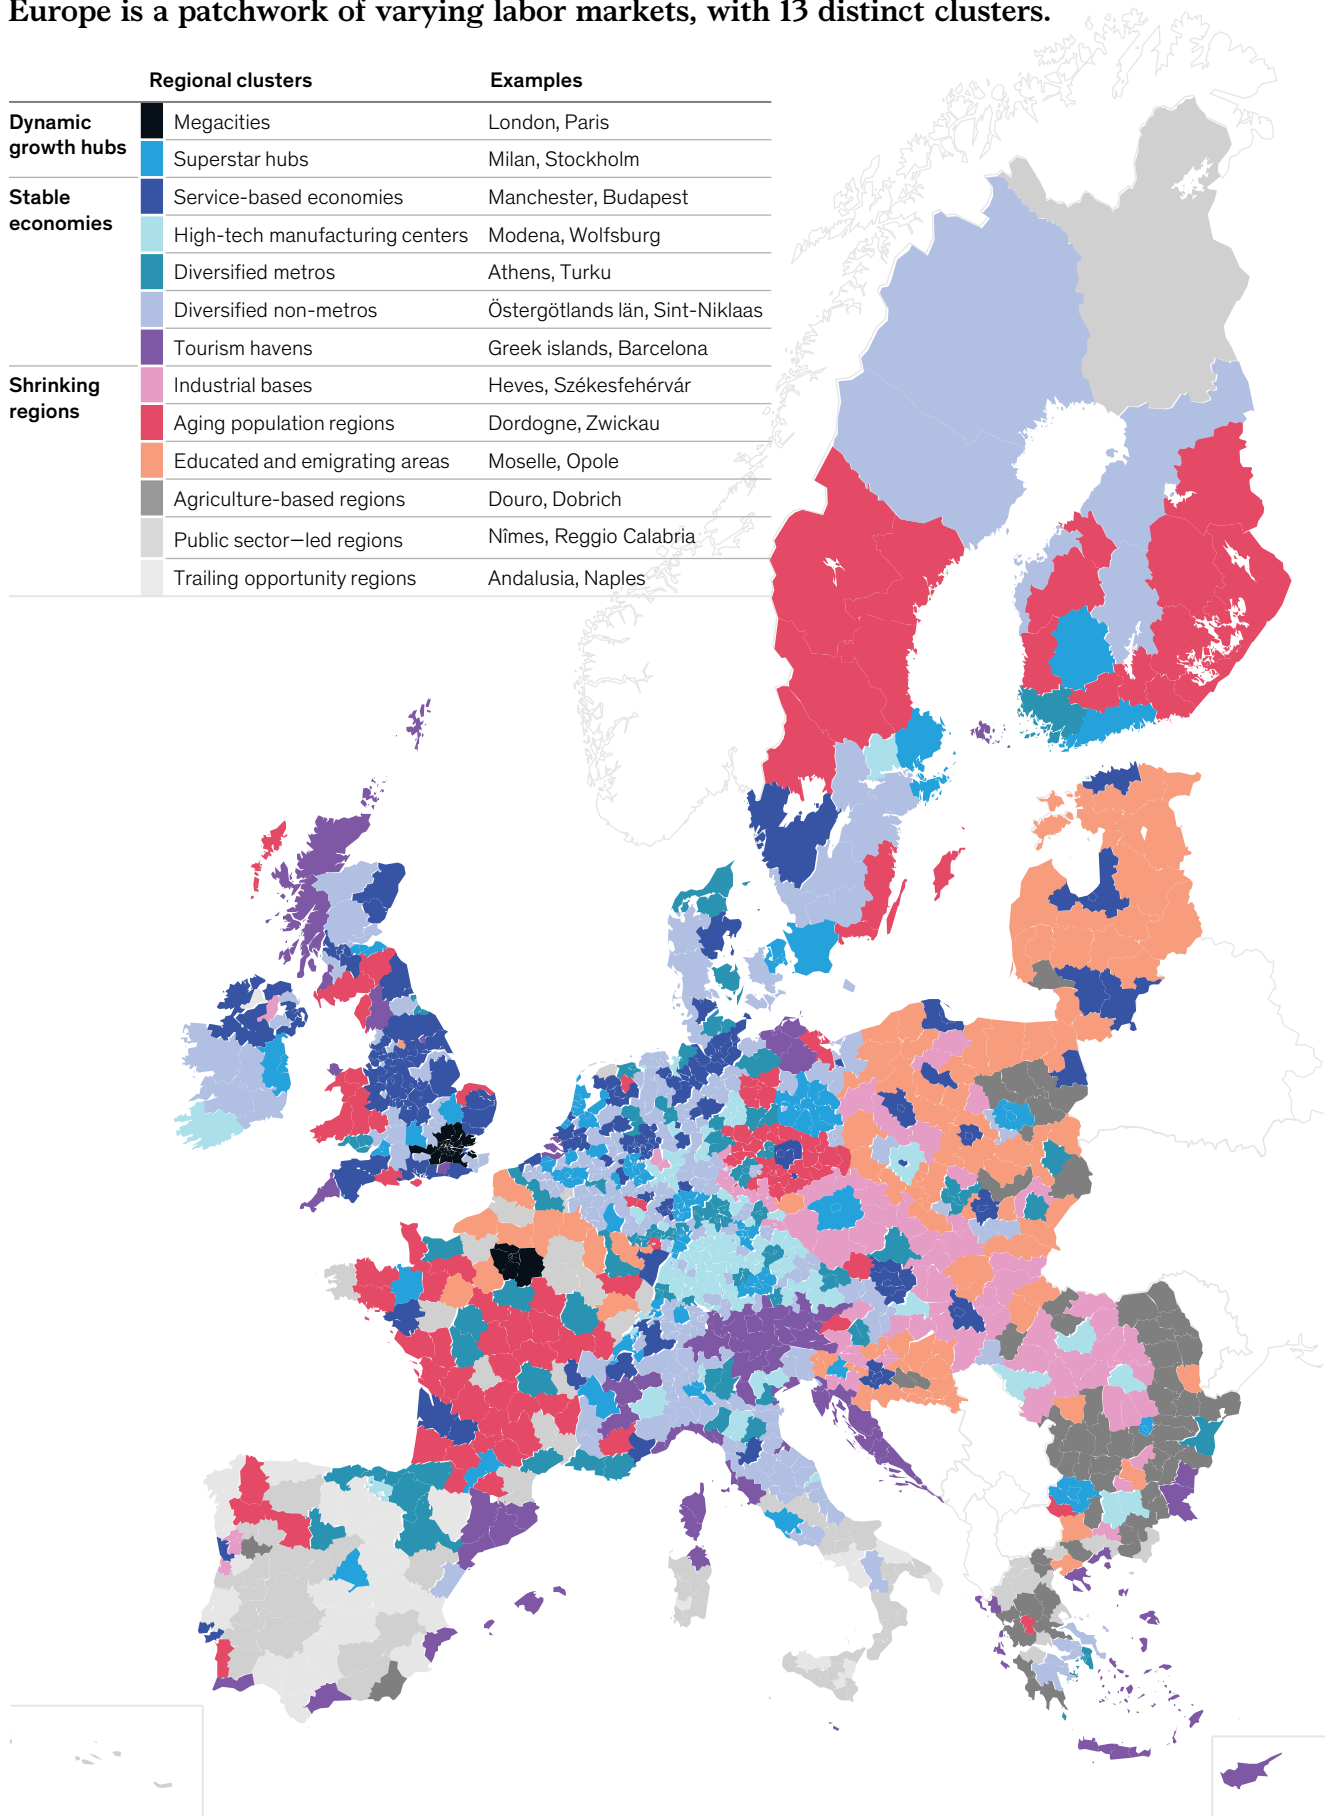 Europe is a patchwork of varying labor markets, with 13 distinct clusters.
Regional clusters Examples
Dynamic growth hubs
Megacities London, Paris
Superstar hubs Milan, Stockholm
Stable economies
Service-based economies Manchester, Budapest
High-tech manufacturing centers Modena, Wolfsburg
Diversified metros Athens, Turku
Diversified non-metros Östergötlands län, Sint-Niklaas
Tourism havens Greek islands, Barcelona
Shrinking regions
Industrial bases Heves, Székesfehérvár
Aging population regions Dordogne, Zwickau
Educated and emigrating areas Moselle, Opole
Agriculture-based regions Douro, Dobrich
Public sector–led regions Nîmes, Reggio Calabria
Trailing opportunity regions Andalusia, Naples